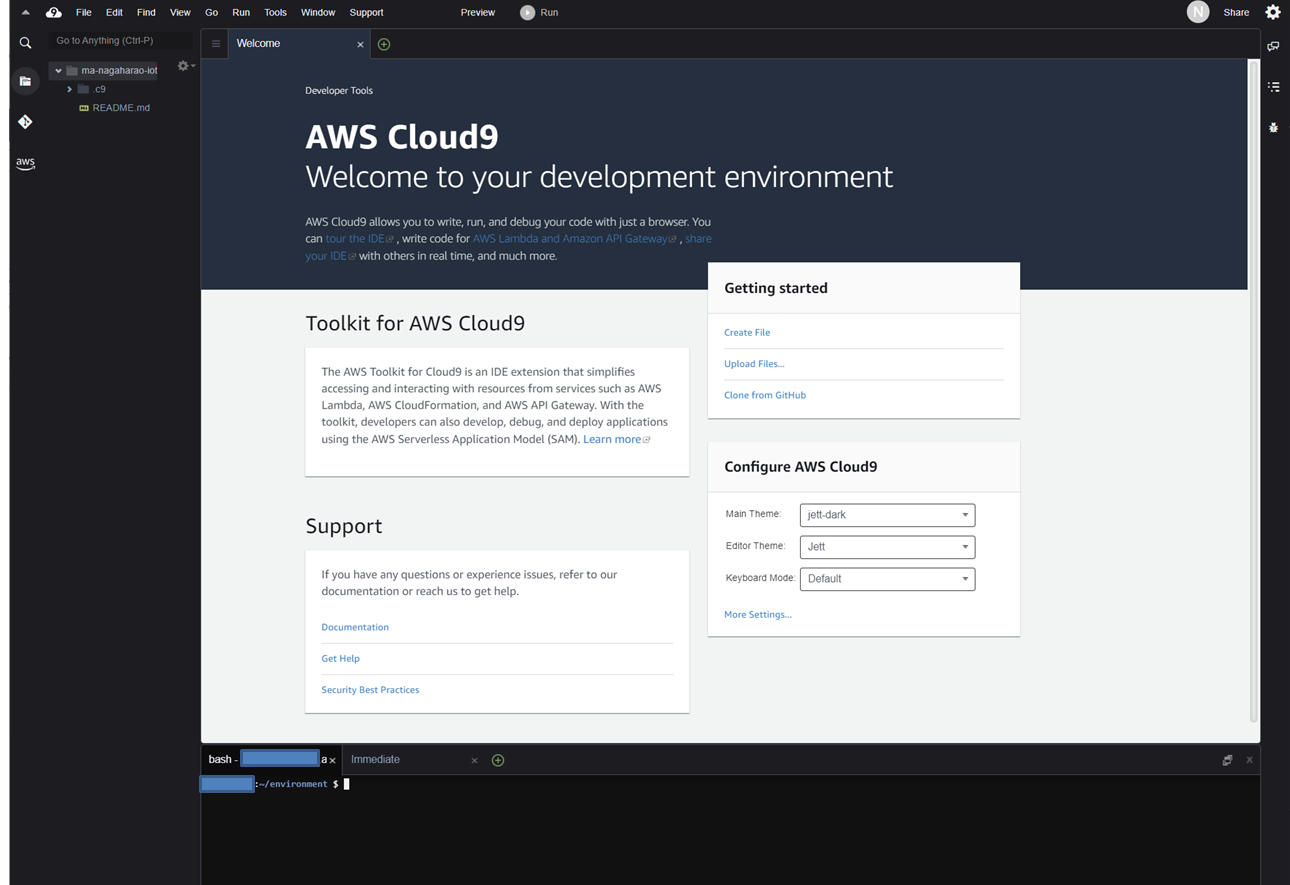 File Edit Find View Go Run Tools Window Support Preview Run N Share
Go to Anything (Ctrl-P)
Welcome
ma-nagaharao-iot
.c9
README.md
aws
Developer Tools
AWS Cloud9
Welcome to your development environment
AWS Cloud9 allows you to write, run, and debug your code with just a browser. You
can tour the IDE , write code for AWS Lambda and Amazon API Gateway , share
your IDE with others in real time, and much more.
Toolkit for AWS Cloud9
The AWS Toolkit for Cloud9 is an IDE extension that simplifies
accessing and interacting with resources from services such as AWS
Lambda, AWS CloudFormation, and AWS API Gateway. With the
toolkit, developers can also develop, debug, and deploy applications
using the AWS Serverless Application Model (SAM). Learn more
Support
If you have any questions or experience issues, refer to our
documentation or reach us to get help.
Documentation
Get Help
Security Best Practices
Getting started
Create File
Upload Files...
Clone from GitHub
Configure AWS Cloud9
Main Theme: jett-dark
Editor Theme: Jett
Keyboard Mode: Default
More Settings...
bash - a Immediate
:~/environment $